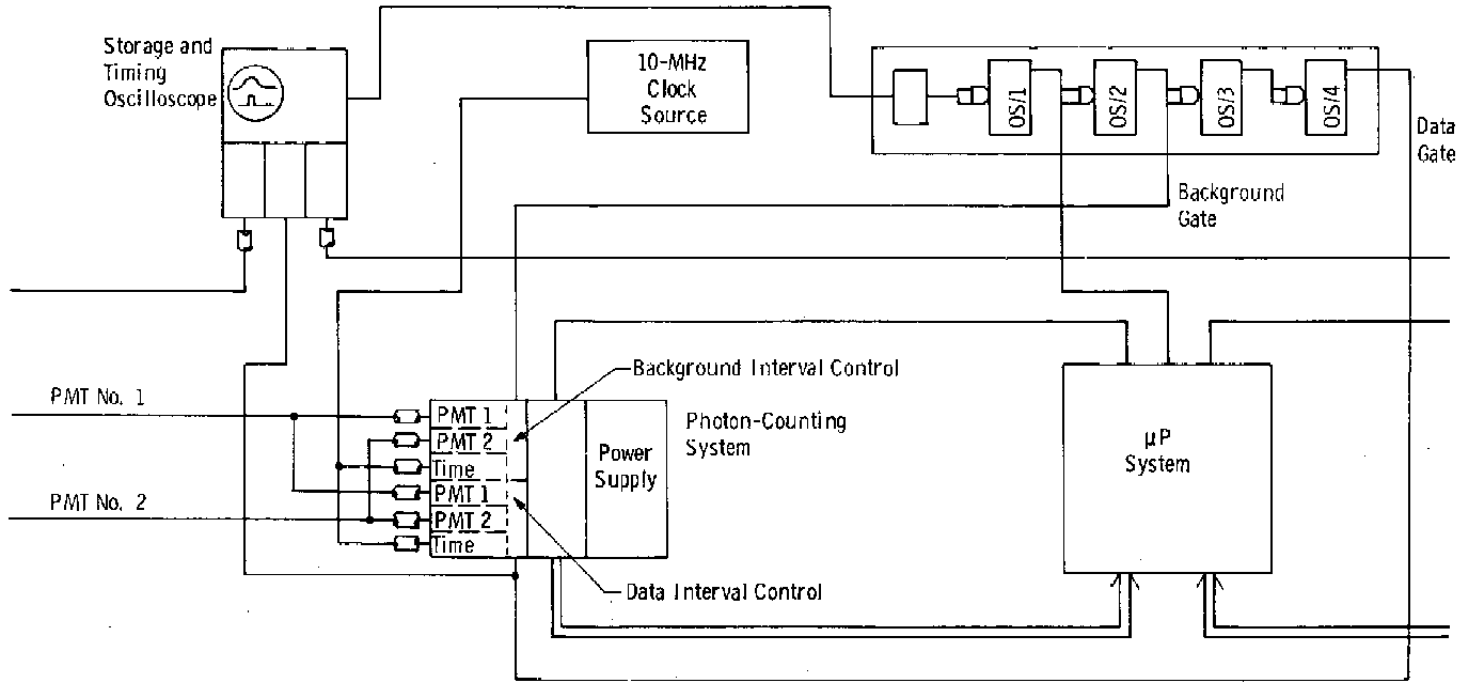 Storage and
Timing
Oscilloscope
10-MHz
Clock
Source
OS/1
OS/2
OS/3
OS/4
Data
Gate
Background
Gate
PMT No. 1
PMT No. 2
PMT 1
PMT 2
Time
PMT 1
PMT 2
Time
Background Interval Control
Photon-Counting
System
Power
Supply
Data Interval Control
µP
System